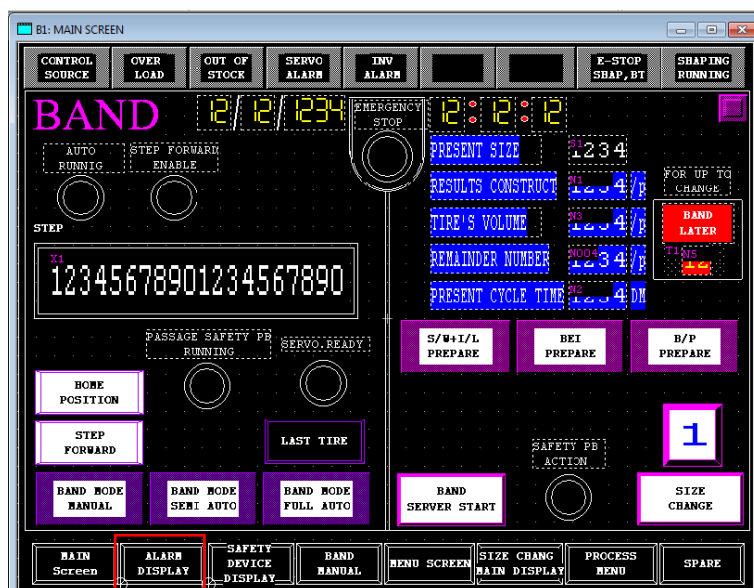 B1: MAIN SCREEN
CONTROL SOURCE
OVER LOAD
OUT OF STOCK
SERVO ALARM
INV ALARM
E-STOP SHAP,BT
SHAPING RUNNING
BAND
12/12/1234
EMERGENCY STOP
12:12:12
AUTO RUNNIG
STEP FORWARD ENABLE
PRESENT SIZE
S1
1234
RESULTS CONSTRUCT
N1
1234
/p
FOR UP TO CHANGE
TIRE'S VOLUME
N3
1234
/p
BAND LATER
STEP
REMAINDER NUMBER
N004
1234
/p
T1
N5
12
X1
12345678901234567890
PRESENT CYCLE TIME
N2
1234
DM
PASSAGE SAFETY PB RUNNING
SERVO.READY
S/W+I/L PREPARE
BEI PREPARE
B/P PREPARE
HOME POSITION
STEP FORWARD
LAST TIRE
SAFETY PB ACTION
1
BAND MODE MANUAL
BAND MODE SEMI AUTO
BAND MODE FULL AUTO
BAND SERVER START
SIZE CHANGE
MAIN Screen
ALARM DISPLAY
SAFETY DEVICE DISPLAY
BAND MANUAL
MENU SCREEN
SIZE CHANG MAIN DISPLAY
PROCESS MENU
SPARE